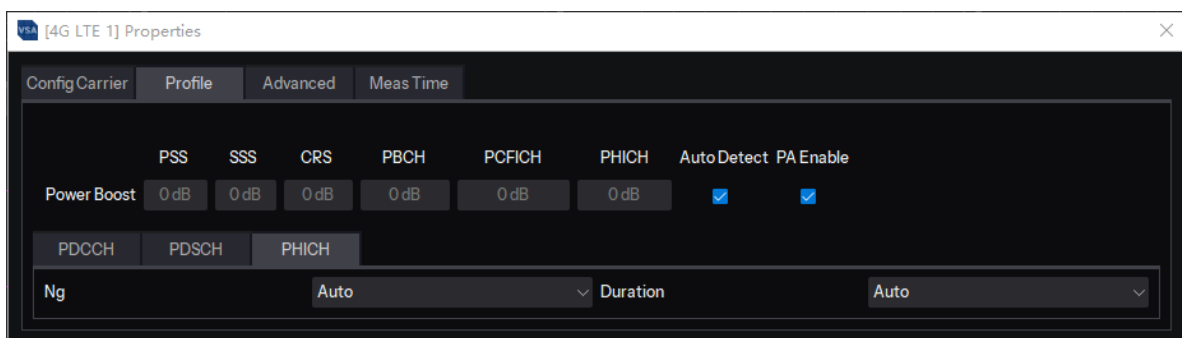 VSA [4G LTE 1] Properties
Config Carrier Profile Advanced Meas Time
PSS SSS CRS PBCH PCFICH PHICH Auto Detect PA Enable
Power Boost 0 dB 0 dB 0 dB 0 dB 0 dB 0 dB
PDCCH PDSCH PHICH
Ng Auto Duration Auto